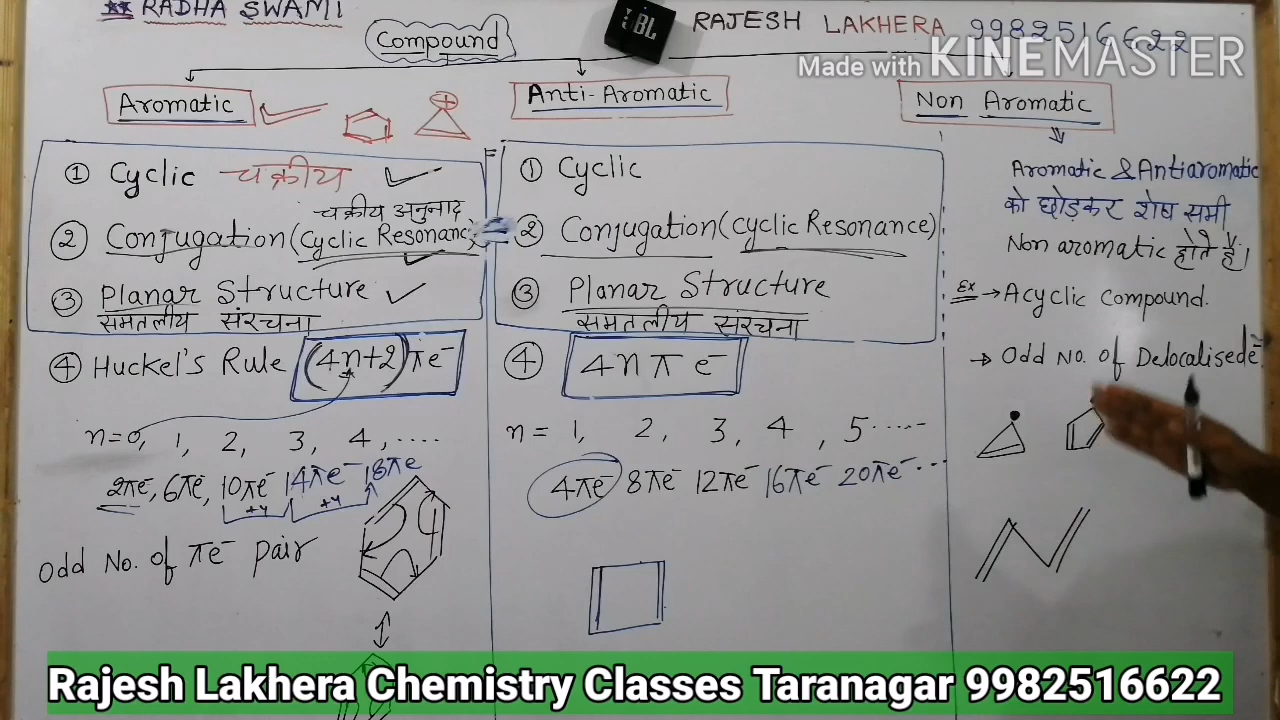 RADHA SWAMI
JBL
RAJESH LAKHERA 9982516622
Made with KINEMASTER
Compound
Aromatic
① Cyclic चक्रीय
चक्रीय अनुनाद
② Conjugation (Cyclic Resonance)
③ Planar Structure
समतलीय संरचना
④ Huckel's Rule (4n+2)πe⁻
n=0, 1, 2, 3, 4, ....
2πe⁻, 6πe⁻, 10πe⁻ 14πe⁻ 18πe
+4 +4
Odd No. of πe⁻ pair
Anti-Aromatic
① Cyclic
② Conjugation (Cyclic Resonance)
③ Planar Structure
समतलीय संरचना
④ 4nπe⁻
n = 1, 2, 3, 4, 5.....
4πe⁻ 8πe⁻ 12πe⁻ 16πe⁻ 20πe⁻...
Non Aromatic
Aromatic & Antiaromatic
को छोड़कर शेष सभी
Non aromatic होते हैं।
Ex → Acyclic Compound.
→ Odd No. of Delocalised e⁻
Rajesh Lakhera Chemistry Classes Taranagar 9982516622